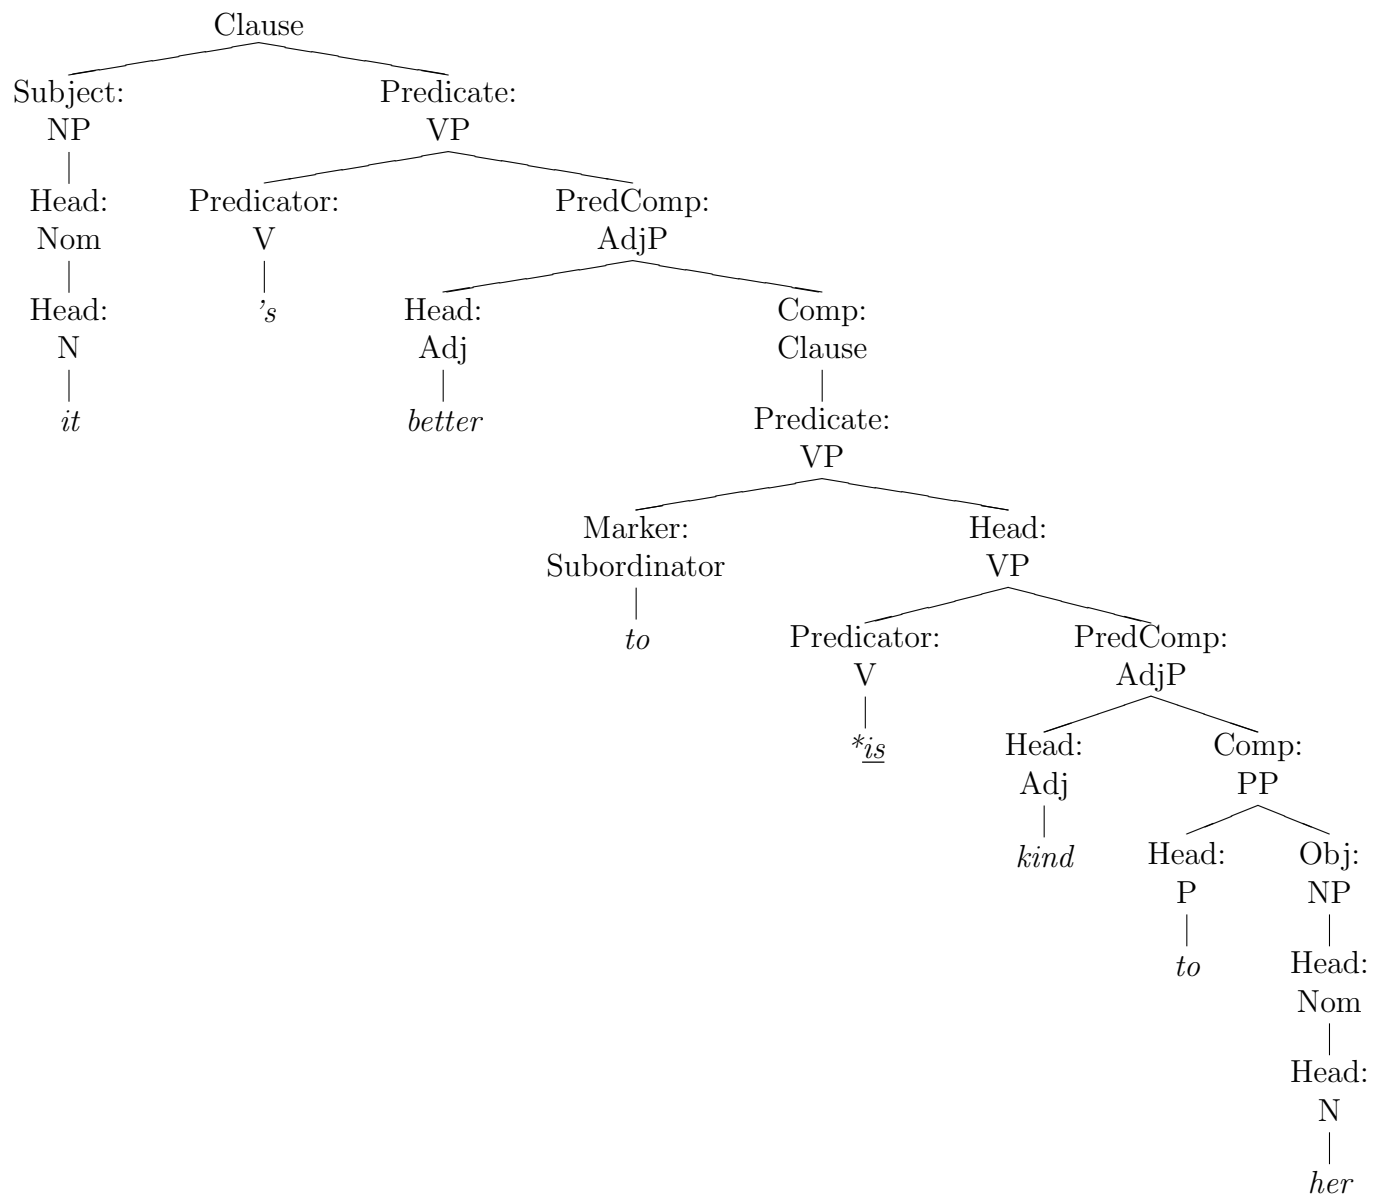 Clause
Subject: Predicate:
NP VP
Head: Predicator: PredComp:
Nom V AdjP
Head: ’s Head: Comp:
N Adj Clause
it better Predicate:
VP
Marker: Head:
Subordinator VP
to Predicator: PredComp:
V AdjP
*is Head: Comp:
Adj PP
kind Head: Obj:
P NP
to Head:
Nom
Head:
N
her